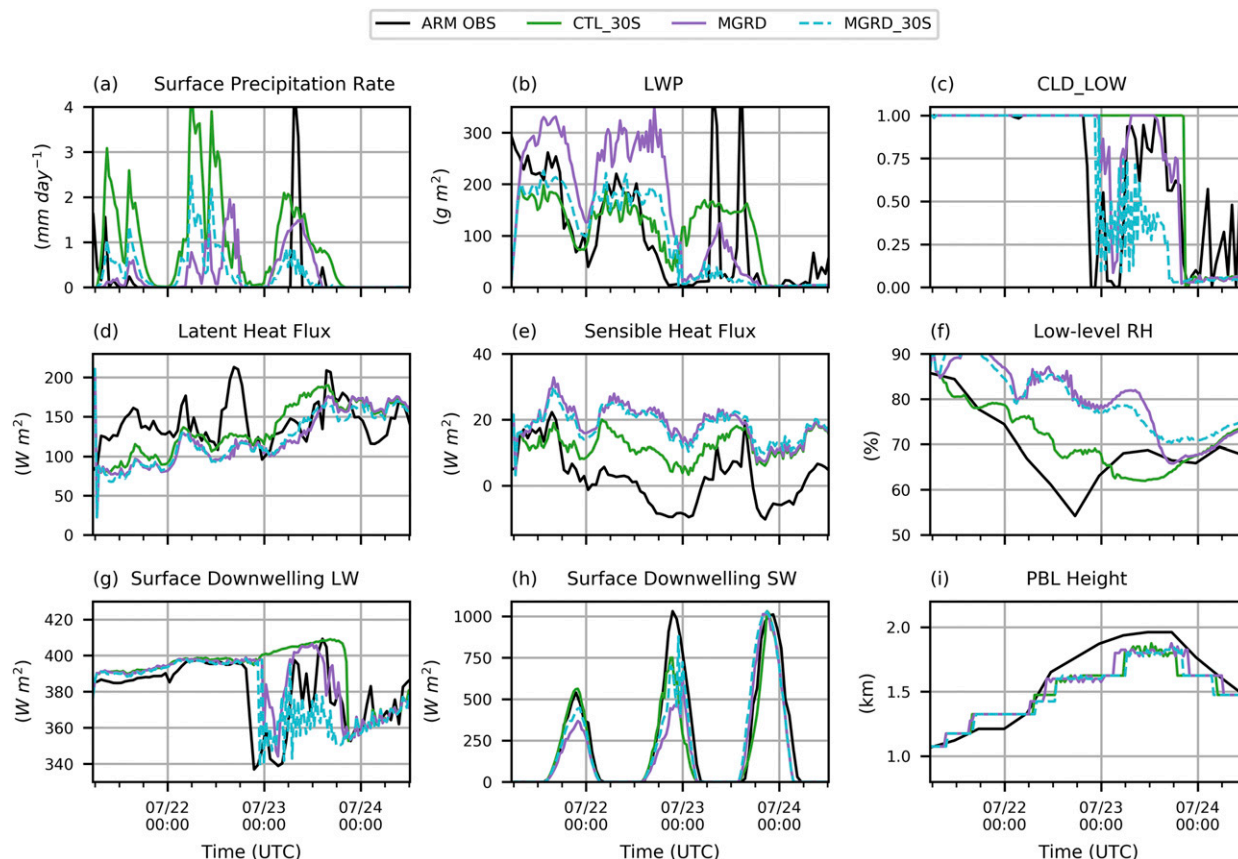 ARM OBS CTL_30S MGRD MGRD_30S
(a) Surface Precipitation Rate (b) LWP (c) CLD_LOW
4
3
2
1
0
(mm day⁻¹)
300
200
100
0
(g m²)
1.00
0.75
0.50
0.25
0.00
(d) Latent Heat Flux (e) Sensible Heat Flux (f) Low-level RH
200
150
100
50
0
(W m²)
40
20
0
(W m²)
90
80
70
60
50
(%)
(g) Surface Downwelling LW (h) Surface Downwelling SW (i) PBL Height
420
400
380
360
340
(W m²)
1000
750
500
250
0
(W m²)
2.0
1.5
1.0
(km)
07/22 07/23 07/24 07/22 07/23 07/24 07/22 07/23 07/24
00:00 00:00 00:00 00:00 00:00 00:00 00:00 00:00 00:00
Time (UTC) Time (UTC) Time (UTC)